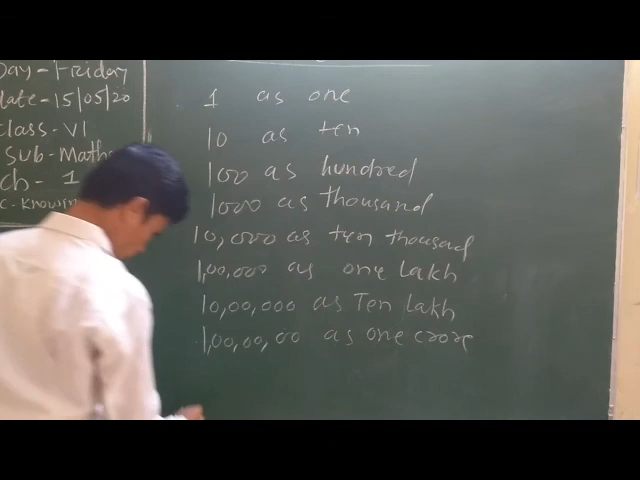 Day - Friday
Date - 15/05/20
Class - VI
Sub - Maths
Ch - 1
1 as one
10 as ten
100 as hundred
1000 as thousand
10,000 as ten thousad
1,00,000 as one lakh
10,00,000 as Ten lakh
1,00,00,00 as one crore